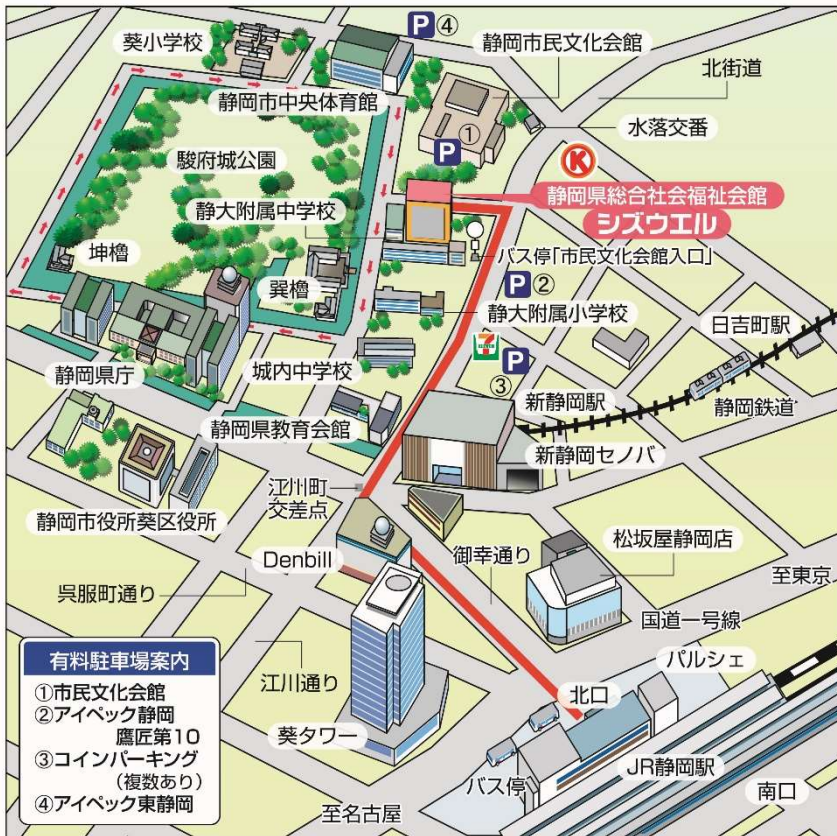 葵小学校
P④
静岡市民文化会館
北街道
静岡市中央体育館
水落交番
P①
K
駿府城公園
静岡県総合社会福祉会館
シズウエル
静大附属中学校
バス停「市民文化会館入口」
坤櫓
巽櫓
P②
静大附属小学校
日吉町駅
7
ELEVEN
P
③
静岡県庁
城内中学校
新静岡駅
静岡鉄道
静岡県教育会館
新静岡セノバ
江川町
交差点
静岡市役所葵区役所
松坂屋静岡店
御幸通り
Denbill
至東京
呉服町通り
国道一号線
パルシェ
有料駐車場案内
①市民文化会館
②アイペック静岡
鷹匠第10
③コインパーキング
(複数あり)
④アイペック東静岡
江川通り
北口
葵タワー
JR静岡駅
バス停
南口
至名古屋